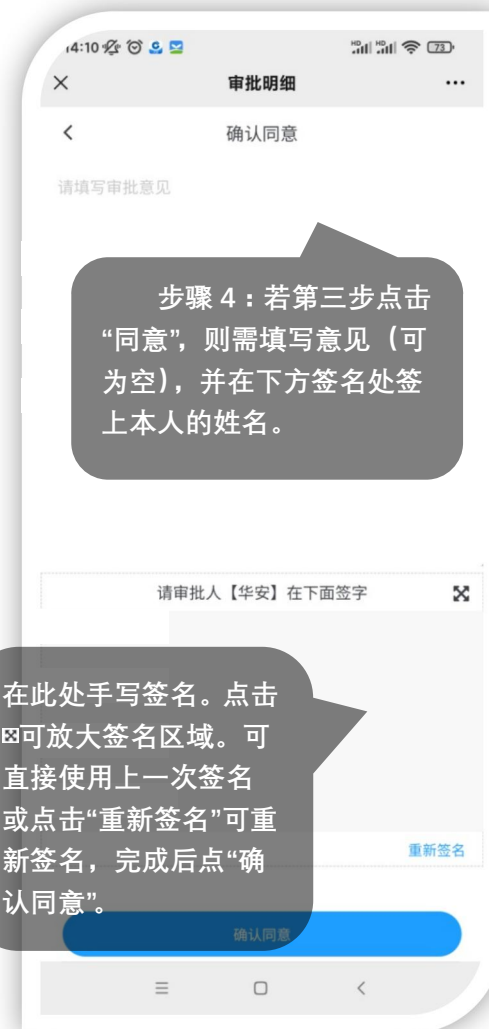 14:10
HD HD 73
审批明细
确认同意
请填写审批意见
步骤 4：若第三步点击
“同意”，则需填写意见（可
为空），并在下方签名处签
上本人的姓名。
请审批人【华安】在下面签字
在此处手写签名。点击
可放大签名区域。可
直接使用上一次签名
或点击“重新签名”可重
新签名，完成后点“确
认同意”。
重新签名
确认同意